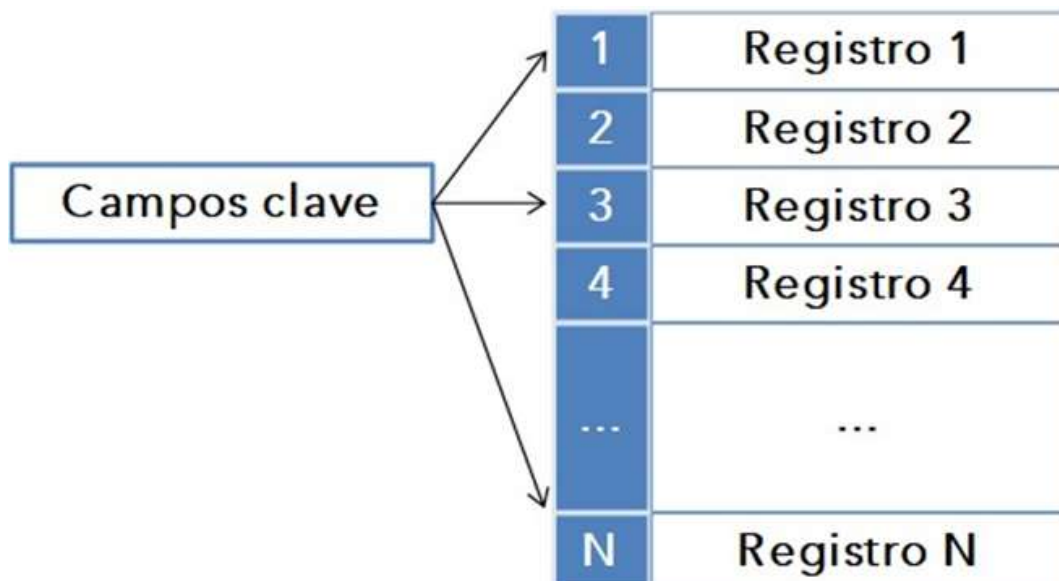 1 Registro 1
2 Registro 2
Campos clave
3 Registro 3
4 Registro 4
... ...
N Registro N